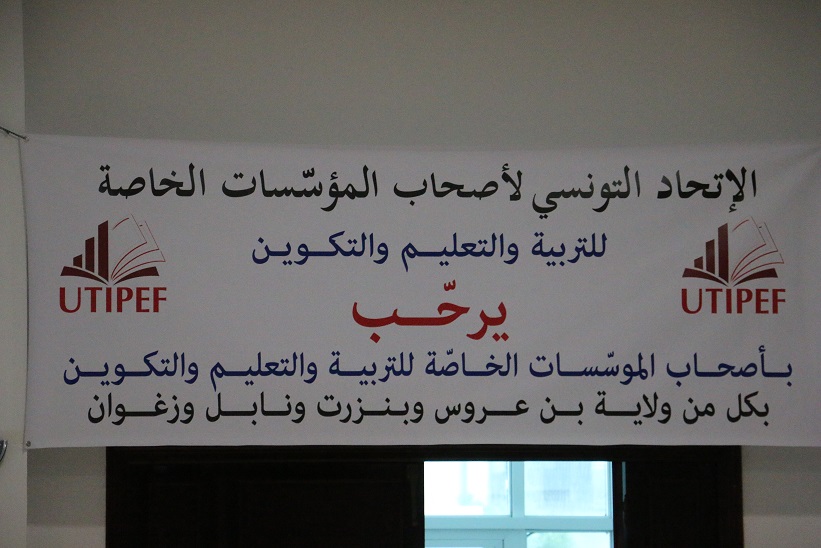 الإتحاد التونسي لأصحاب المؤسّسات الخاصة
للتربية والتعليم والتكوين
UTIPEF
UTIPEF
يرحّب
بأصحاب الموسّسات الخاصّة للتربية والتعليم والتكوين
بكل من ولاية بن عروس وبنزرت ونابل وزغوان